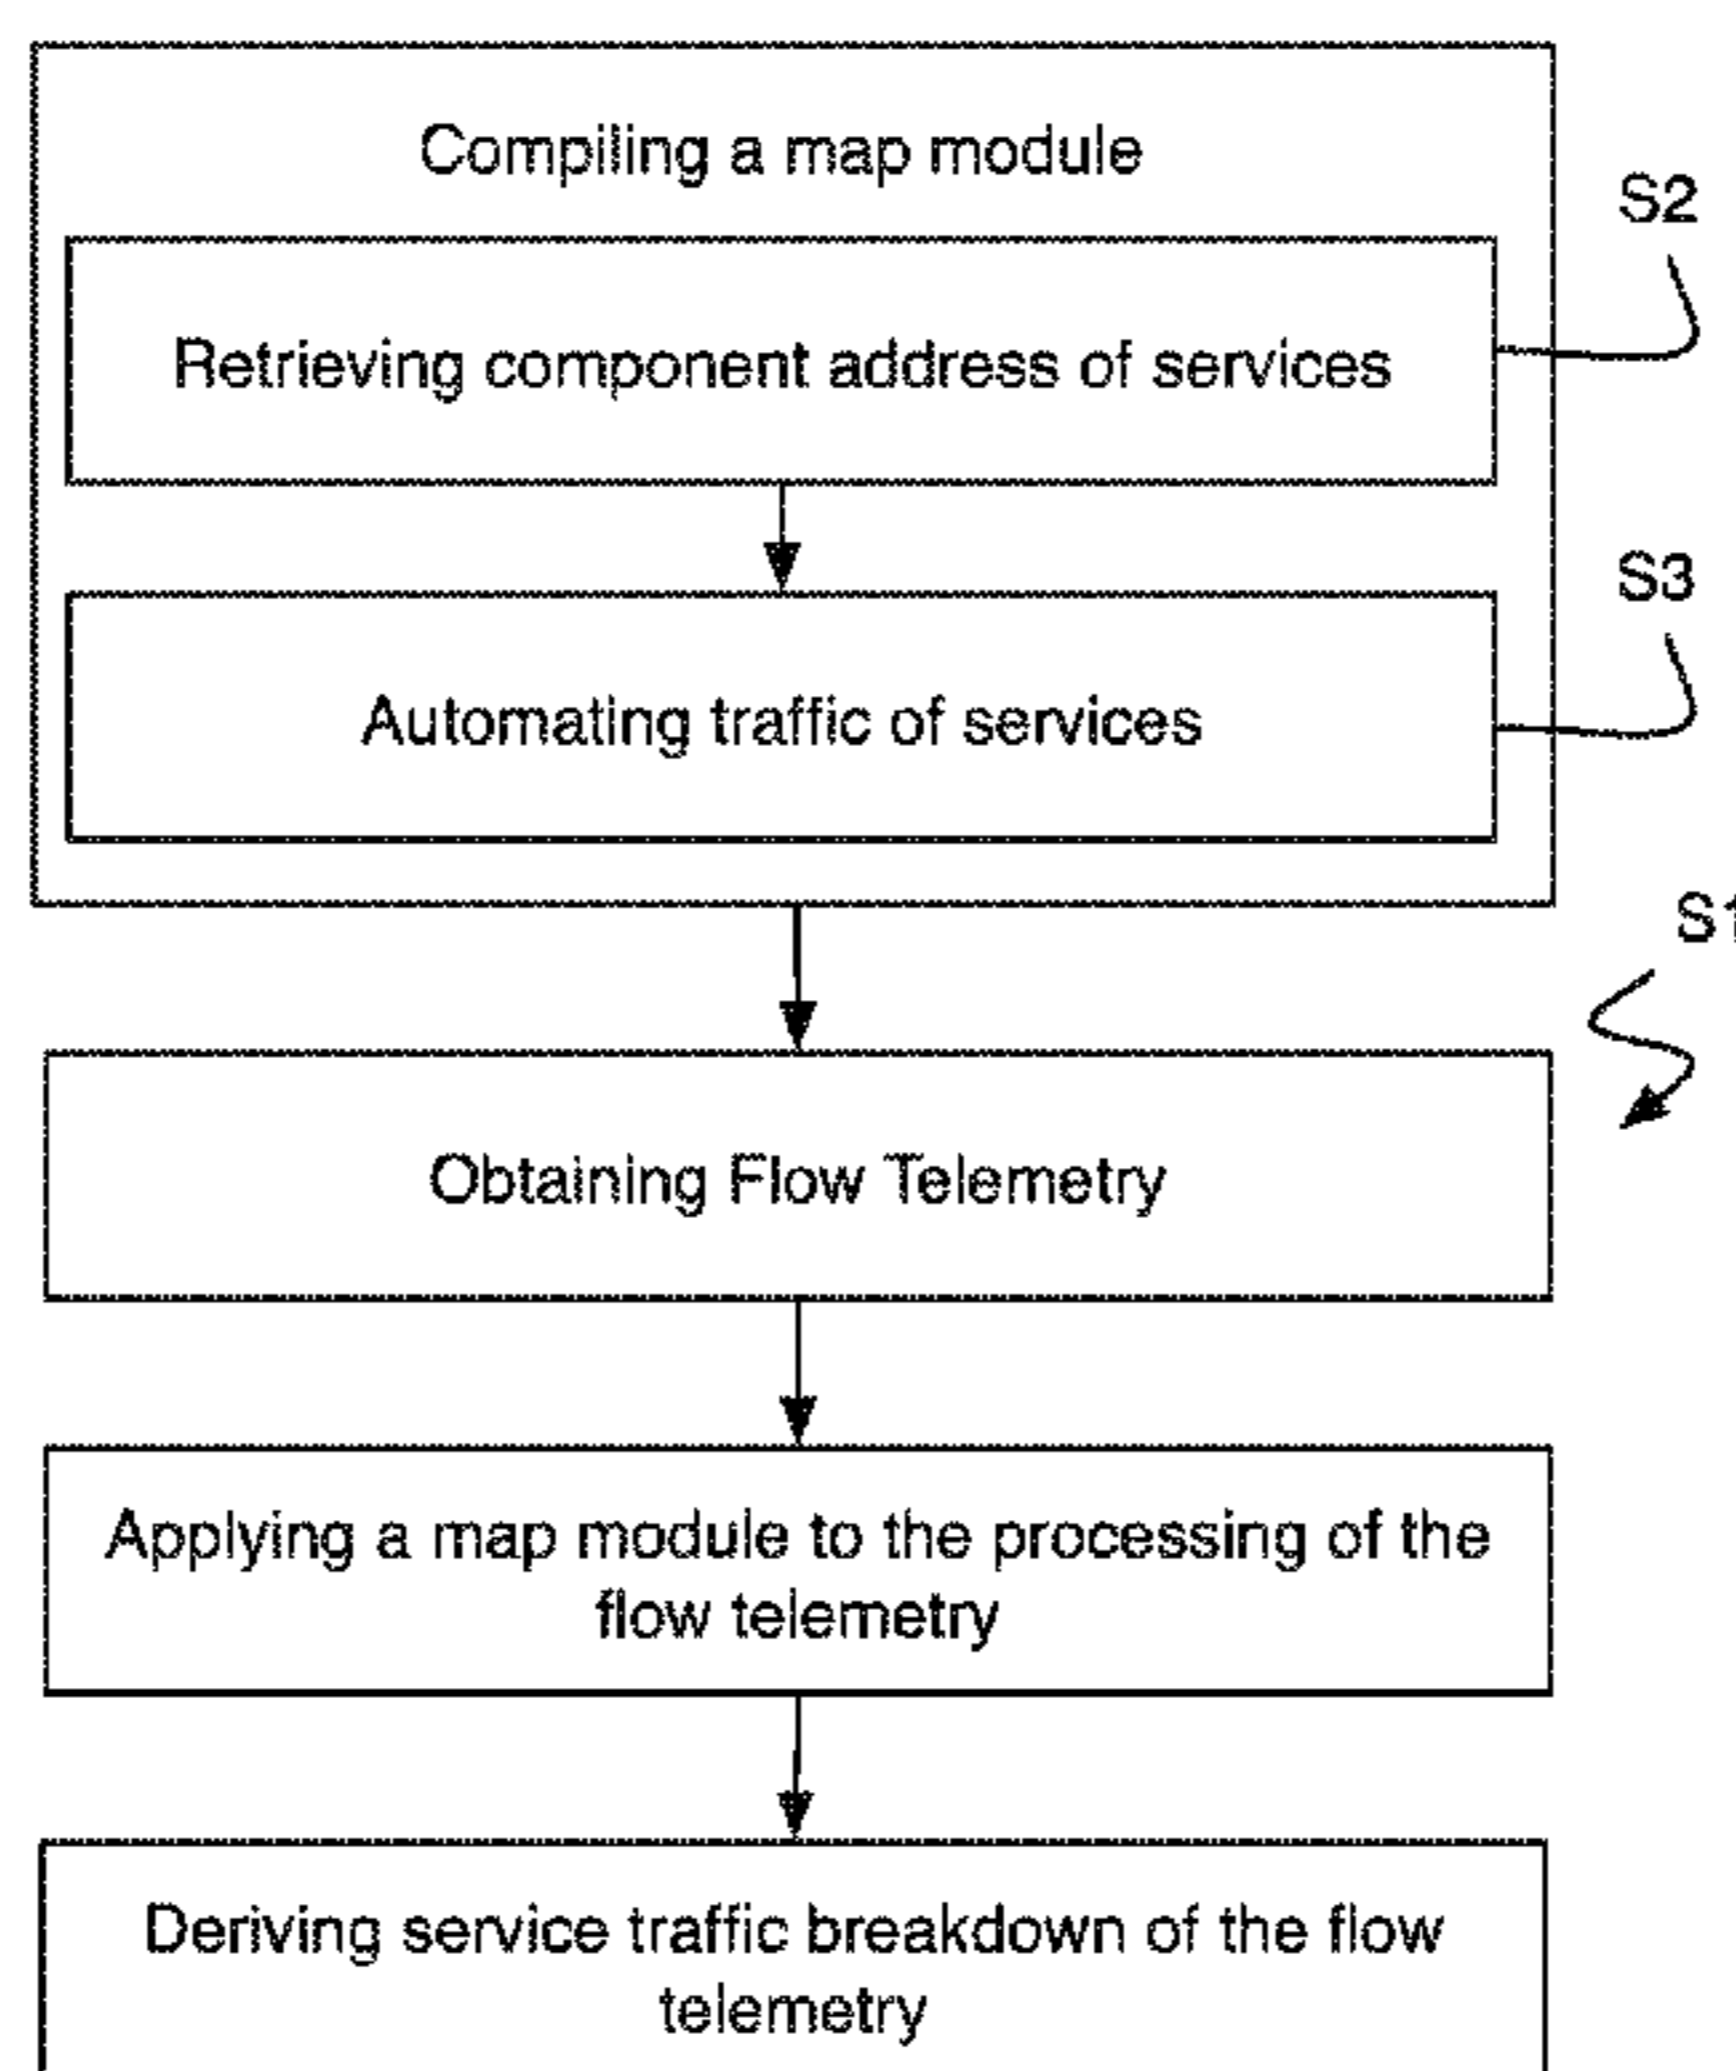 Compiling a map module
S2
Retrieving component address of services
S3
Automating traffic of services
S1
Obtaining Flow Telemetry
Applying a map module to the processing of the
flow telemetry
Deriving service traffic breakdown of the flow
telemetry